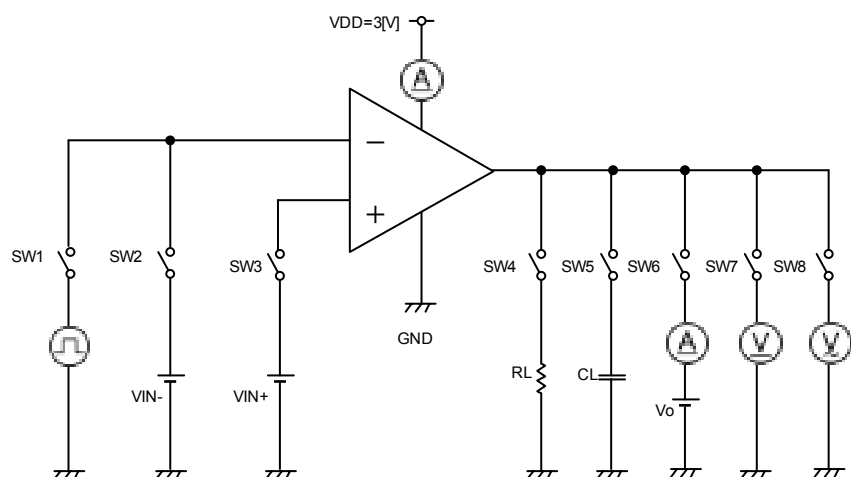 VDD=3[V]
A
−
+
SW1
SW2
SW3
SW4
SW5
SW6
SW7
SW8
GND
A
V
V
VIN-
VIN+
RL
CL
Vo